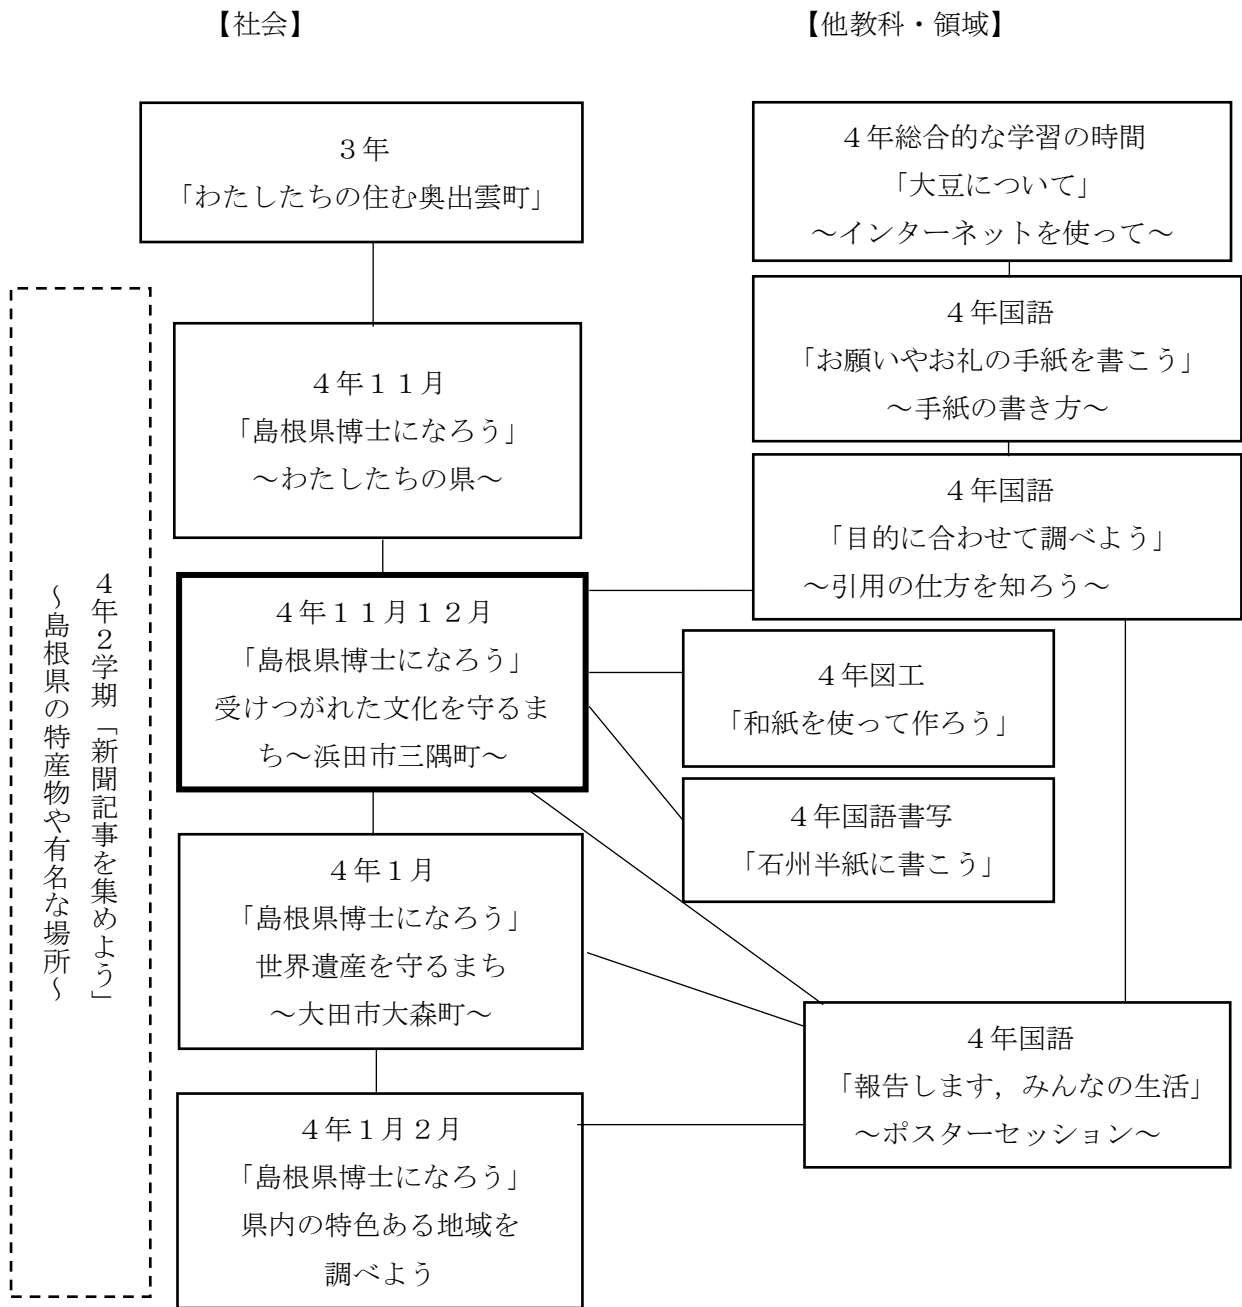 【社会】
【他教科・領域】
３年
「わたしたちの住む奥出雲町」
４年１１月
「島根県博士になろう」
～わたしたちの県～
４年１１月１２月
「島根県博士になろう」
受けつがれた文化を守るま
ち～浜田市三隅町～
４年１月
「島根県博士になろう」
世界遺産を守るまち
～大田市大森町～
４年１月２月
「島根県博士になろう」
県内の特色ある地域を
調べよう
４年２学期「新聞記事を集めよう」
～島根県の特産物や有名な場所～
４年総合的な学習の時間
「大豆について」
～インターネットを使って～
４年国語
「お願いやお礼の手紙を書こう」
～手紙の書き方～
４年国語
「目的に合わせて調べよう」
～引用の仕方を知ろう～
４年図工
「和紙を使って作ろう」
４年国語書写
「石州半紙に書こう」
４年国語
「報告します，みんなの生活」
～ポスターセッション～